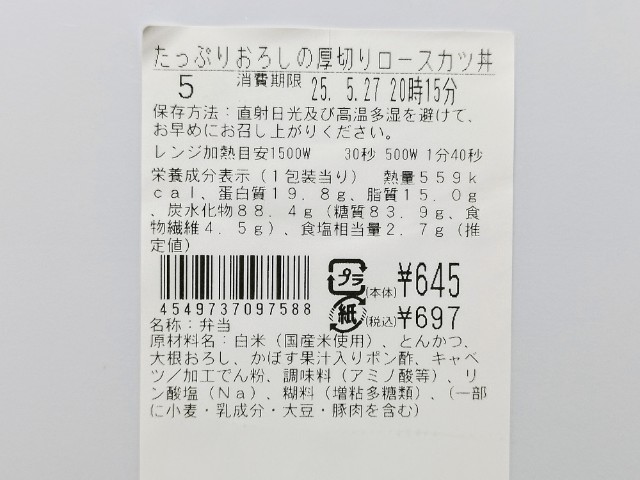 たっぷりおろしの厚切りロースカツ丼
5 消費期限 25. 5.27 20時15分
保存方法：直射日光及び高温多湿を避けて、
お早めにお召し上がりください。
レンジ加熱目安1500W 30秒 500W 1分40秒
栄養成分表示（1包装当り） 熱量559k
cal、蛋白質19.8g、脂質15.0g
、炭水化物88.4g（糖質83.9g、食
物繊維4.5g）、食塩相当量2.7g（推
定値）
プラ (本体) ¥645
紙 (税込) ¥697
4549737097588
名称：弁当
原材料名：白米（国産米使用）、とんかつ、
大根おろし、かぼす果汁入りポン酢、キャベ
ツ／加工でん粉、調味料（アミノ酸等）、リ
ン酸塩（Na）、糊料（増粘多糖類）、（一部
に小麦・乳成分・大豆・豚肉を含む）